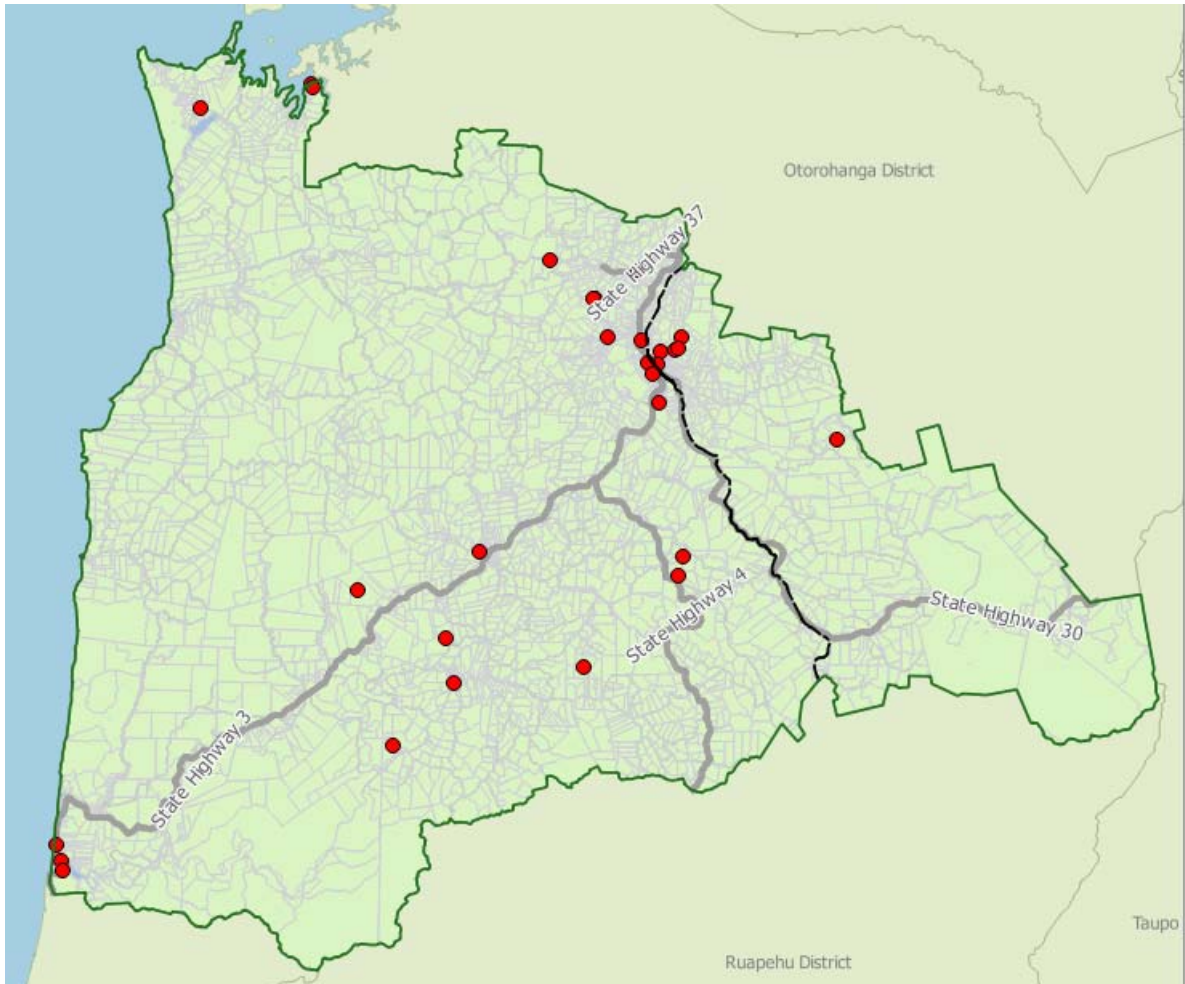 Otorohanga District
State Highway 37
State Highway 4
State Highway 30
State Highway 3
Taupo
Ruapehu District